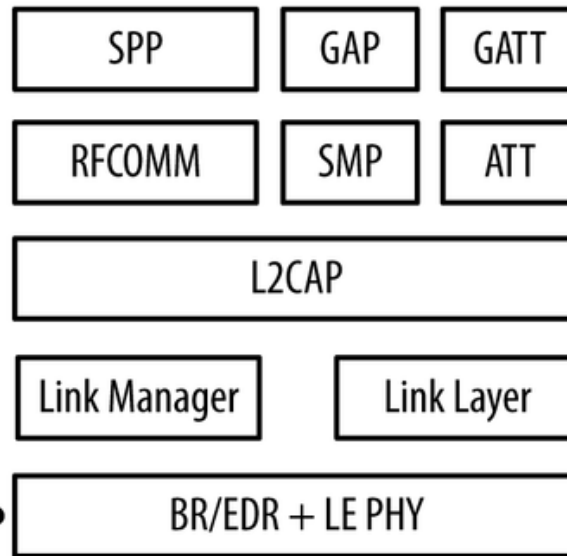 SPP GAP GATT
RFCOMM SMP ATT
L2CAP
Link Manager Link Layer
BR/EDR + LE PHY